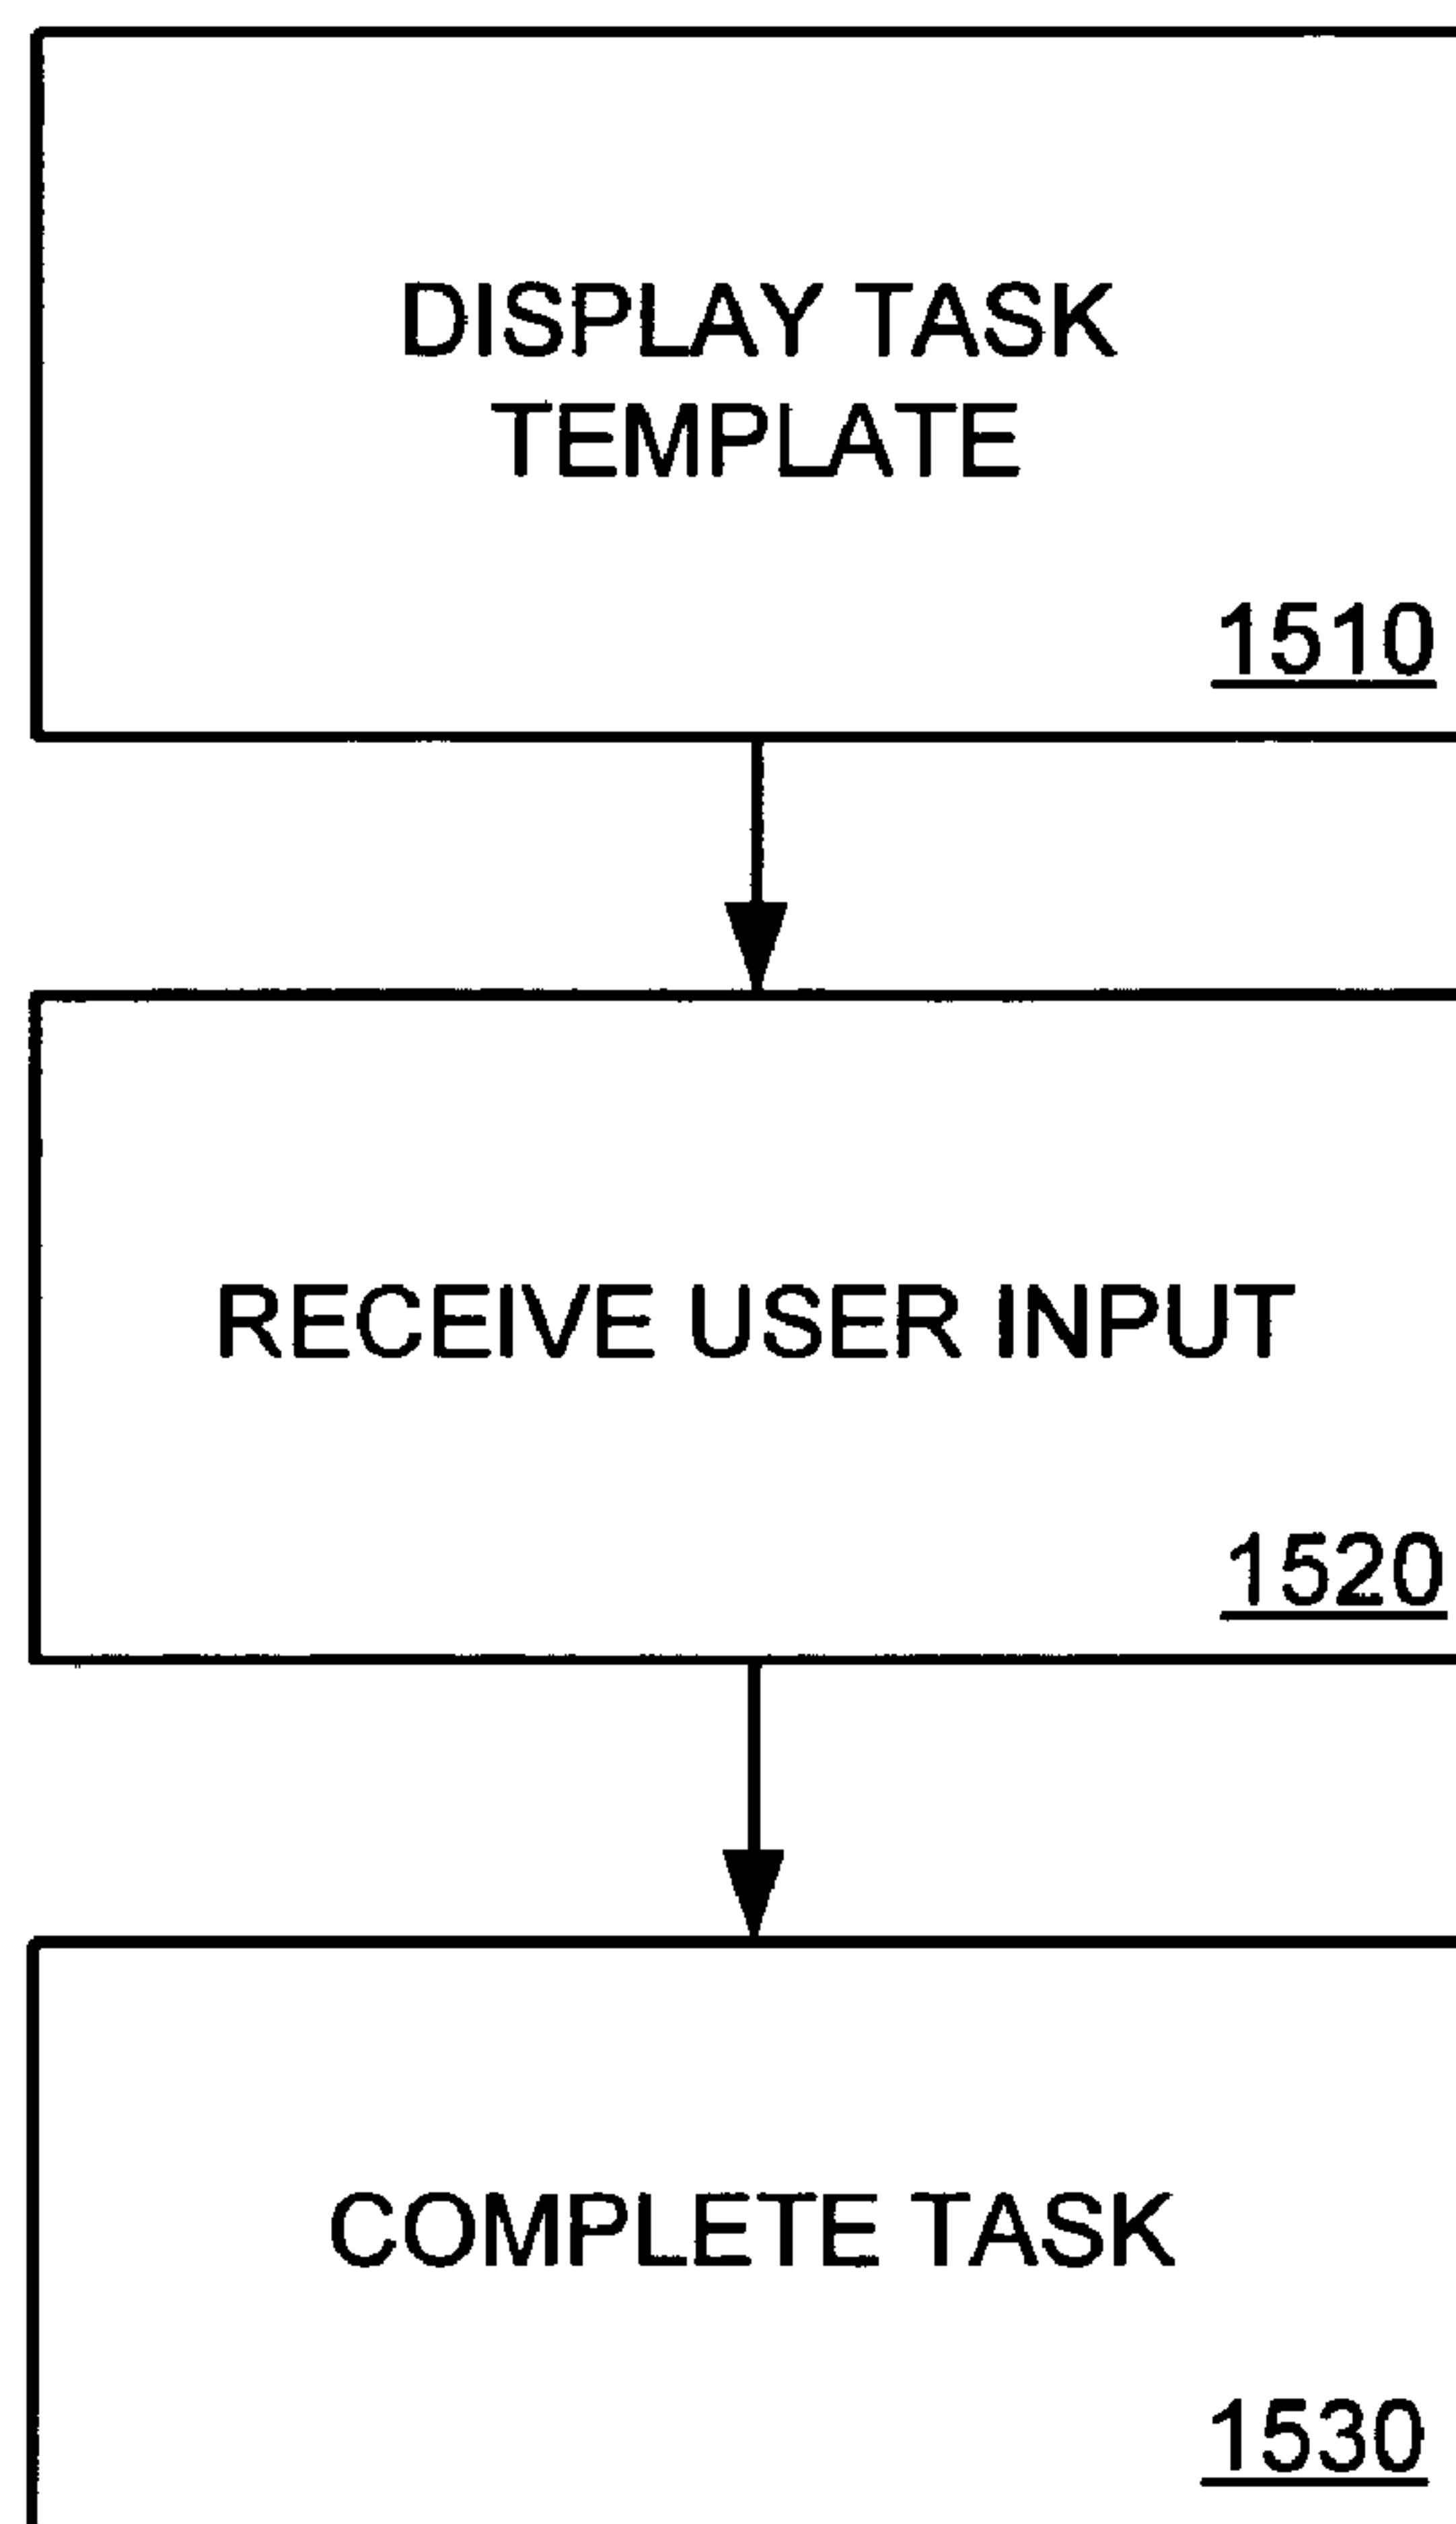 DISPLAY TASK
TEMPLATE
1510
RECEIVE USER INPUT
1520
COMPLETE TASK
1530